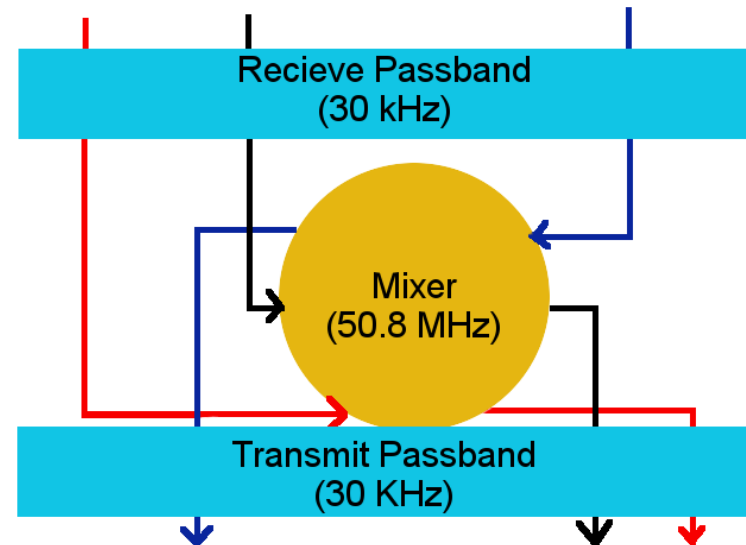 Recieve Passband
(30 kHz)
Mixer
(50.8 MHz)
Transmit Passband
(30 KHz)